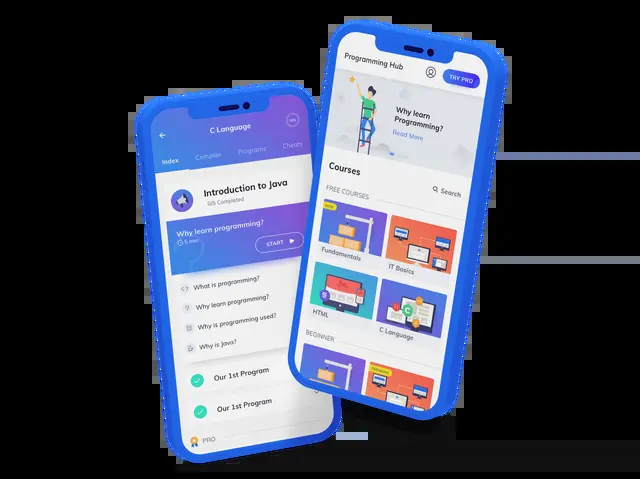 C Language
Index Compiler Programs Cheats
Introduction to Java
0/5 Completed
Why learn programming?
5 min
START
What is programming?
Why learn programming?
Why is programming used?
Why is Java?
Our 1st Program
Our 1st Program
PRO
Programming Hub
TRY PRO
Why learn
Programming?
Read More
Courses
Search
FREE COURSES
NEW
Fundamentals
IT Basics
HTML
C Language
BEGINNER